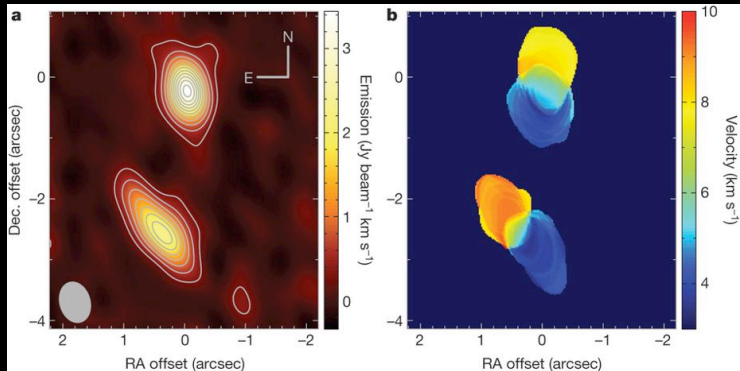 a
N
E
0
−2
−4
2
1
0
−1
−2
Dec. offset (arcsec)
RA offset (arcsec)
3
2
1
0
Emission (Jy beam⁻¹ km s⁻¹)
b
0
−2
−4
2
1
0
−1
−2
RA offset (arcsec)
10
8
6
4
Velocity (km s⁻¹)